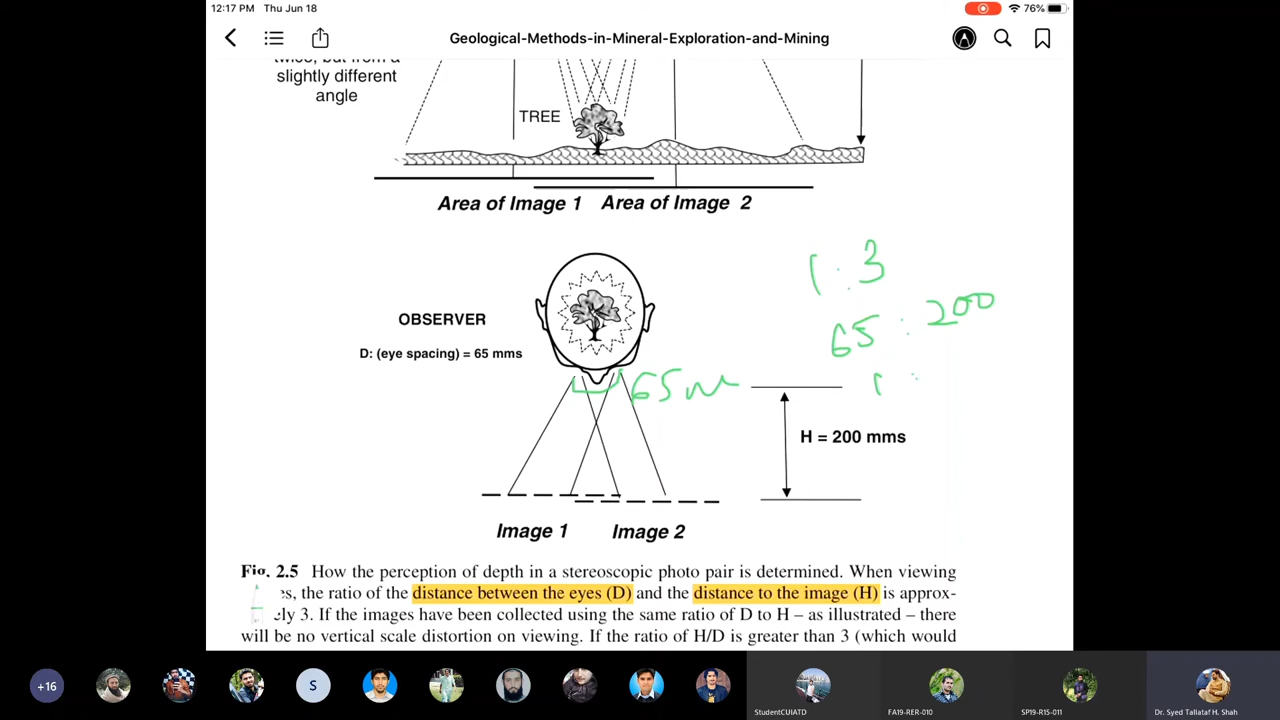 12:17 PM Thu Jun 18
76%
Geological-Methods-in-Mineral-Exploration-and-Mining
slightly different
angle
TREE
Area of Image 1 Area of Image 2
1 : 3
65 : 200
1 :
OBSERVER
D: (eye spacing) = 65 mms
65
H = 200 mms
Image 1 Image 2
Fig. 2.5 How the perception of depth in a stereoscopic photo pair is determined. When viewing
es, the ratio of the distance between the eyes (D) and the distance to the image (H) is approx-
ely 3. If the images have been collected using the same ratio of D to H – as illustrated – there
will be no vertical scale distortion on viewing. If the ratio of H/D is greater than 3 (which would
+16
S
StudentCUIATD
FA19-RER-010
SP19-R15-011
Dr. Syed Tallataf H. Shah